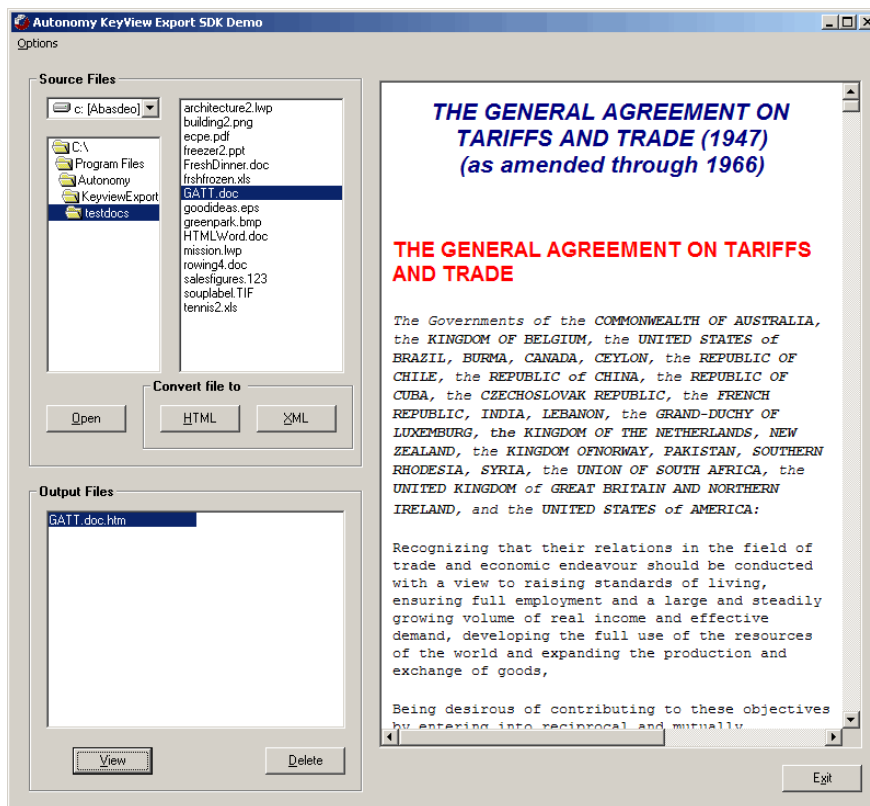 Autonomy KeyView Export SDK Demo
Options
Source Files
c: [Abasdeo]
C:\
Program Files
Autonomy
KeyviewExport
testdocs
architecture2.lwp
building2.png
ecpe.pdf
freezer2.ppt
FreshDinner.doc
frshfrozen.xls
GATT.doc
goodideas.eps
greenpark.bmp
HTMLWord.doc
mission.lwp
rowing4.doc
salesfigures.123
souplabel.TIF
tennis2.xls
Convert file to
Open
HTML
XML
Output Files
GATT.doc.htm
View
Delete
THE GENERAL AGREEMENT ON
TARIFFS AND TRADE (1947)
(as amended through 1966)
THE GENERAL AGREEMENT ON TARIFFS
AND TRADE
The Governments of the COMMONWEALTH OF AUSTRALIA,
the KINGDOM OF BELGIUM, the UNITED STATES of
BRAZIL, BURMA, CANADA, CEYLON, the REPUBLIC OF
CHILE, the REPUBLIC of CHINA, the REPUBLIC OF
CUBA, the CZECHOSLOVAK REPUBLIC, the FRENCH
REPUBLIC, INDIA, LEBANON, the GRAND-DUCHY OF
LUXEMBURG, the KINGDOM OF THE NETHERLANDS, NEW
ZEALAND, the KINGDOM OFNORWAY, PAKISTAN, SOUTHERN
RHODESIA, SYRIA, the UNION OF SOUTH AFRICA, the
UNITED KINGDOM of GREAT BRITAIN AND NORTHERN
IRELAND, and the UNITED STATES of AMERICA:
Recognizing that their relations in the field of
trade and economic endeavour should be conducted
with a view to raising standards of living,
ensuring full employment and a large and steadily
growing volume of real income and effective
demand, developing the full use of the resources
of the world and expanding the production and
exchange of goods,
Being desirous of contributing to these objectives
by entering into reciprocal and mutually
Exit